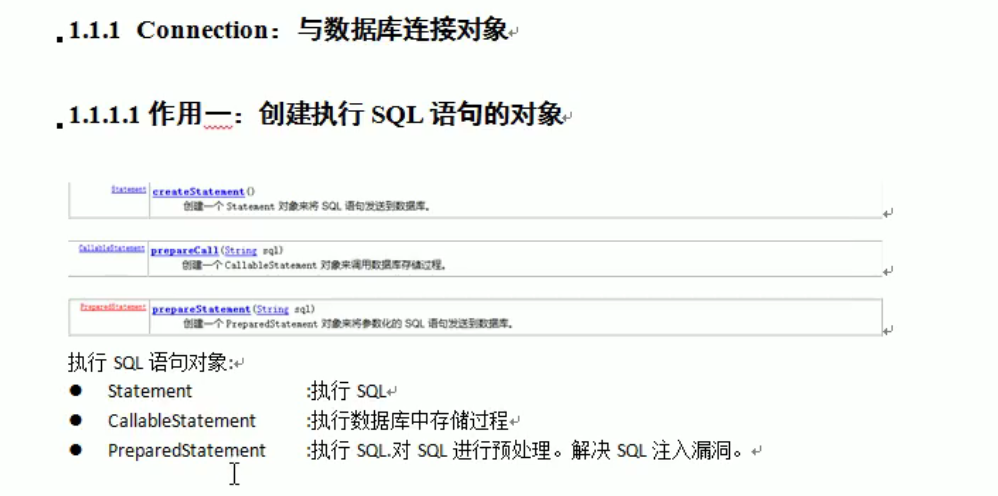 1.1.1 Connection：与数据库连接对象
1.1.1.1 作用一：创建执行 SQL 语句的对象
Statement createStatement()
创建一个 Statement 对象来将 SQL 语句发送到数据库。
CallableStatement prepareCall(String sql)
创建一个 CallableStatement 对象来调用数据库存储过程。
PreparedStatement prepareStatement(String sql)
创建一个 PreparedStatement 对象来将参数化的 SQL 语句发送到数据库。
执行 SQL 语句对象:
● Statement :执行 SQL
● CallableStatement :执行数据库中存储过程
● PreparedStatement :执行 SQL.对 SQL 进行预处理。解决 SQL 注入漏洞。